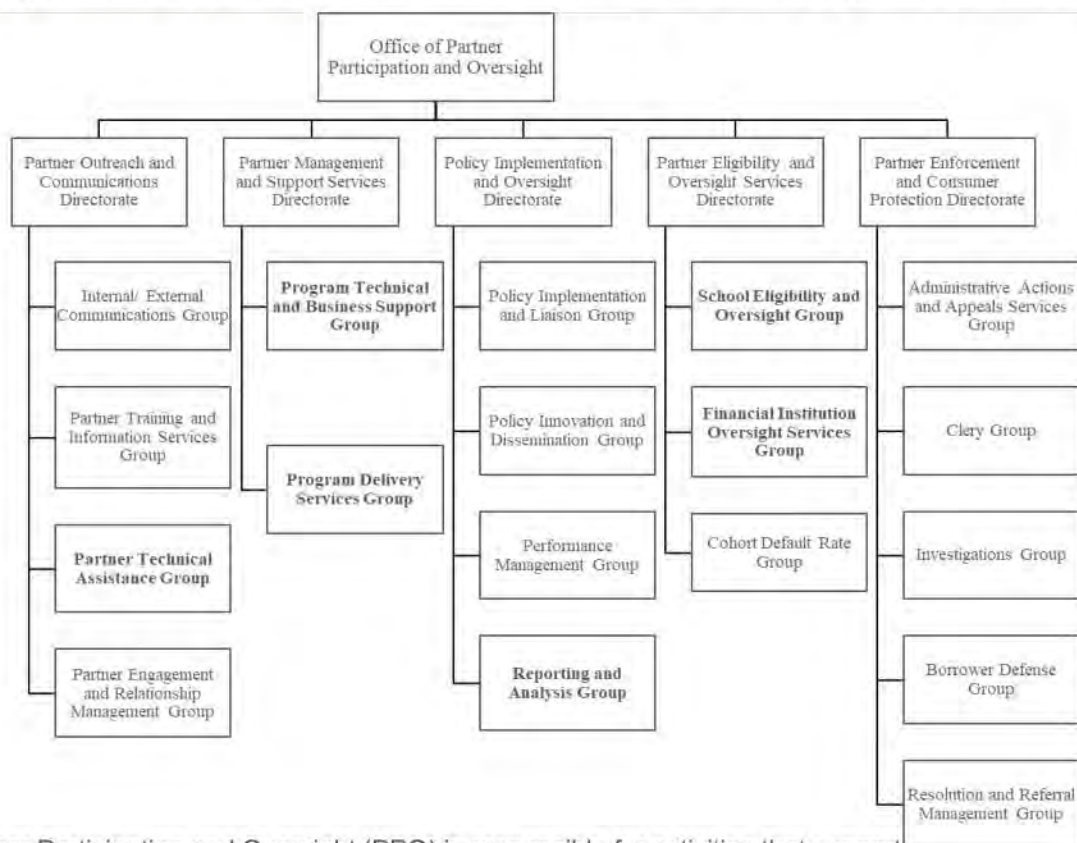 Office of Partner
Participation and Oversight
Partner Outreach and
Communications
Directorate
Partner Management
and Support Services
Directorate
Policy Implementation
and Oversight
Directorate
Partner Eligibility and
Oversight Services
Directorate
Partner Enforcement
and Consumer
Protection Directorate
Internal/ External
Communications Group
Partner Training and
Information Services
Group
Partner Technical
Assistance Group
Partner Engagement
and Relationship
Management Group
Program Technical
and Business Support
Group
Program Delivery
Services Group
Policy Implementation
and Liaison Group
Policy Innovation and
Dissemination Group
Performance
Management Group
Reporting and
Analysis Group
School Eligibility and
Oversight Group
Financial Institution
Oversight Services
Group
Cohort Default Rate
Group
Administrative Actions
and Appeals Services
Group
Clery Group
Investigations Group
Borrower Defense
Group
Resolution and Referral
Management Group